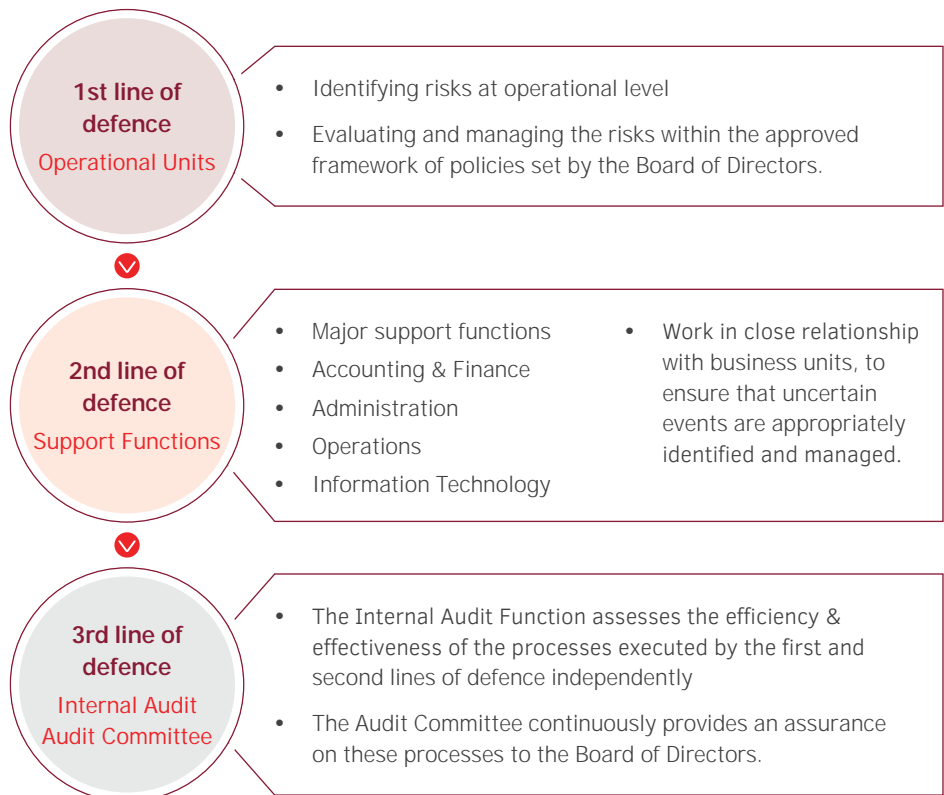 1st line of
defence
Operational Units
• Identifying risks at operational level
• Evaluating and managing the risks within the approved
framework of policies set by the Board of Directors.
2nd line of
defence
Support Functions
• Major support functions
• Accounting & Finance
• Administration
• Operations
• Information Technology
• Work in close relationship
with business units, to
ensure that uncertain
events are appropriately
identified and managed.
3rd line of
defence
Internal Audit
Audit Committee
• The Internal Audit Function assesses the efficiency &
effectiveness of the processes executed by the first and
second lines of defence independently
• The Audit Committee continuously provides an assurance
on these processes to the Board of Directors.